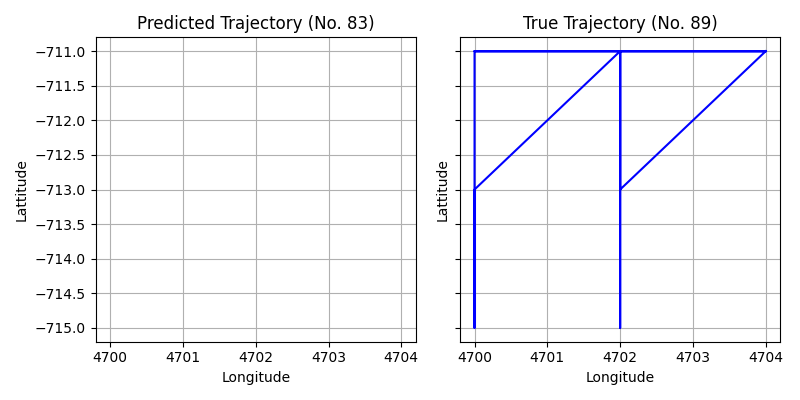 Predicted Trajectory (No. 83)
True Trajectory (No. 89)
−711.0
−711.5
−712.0
−712.5
−713.0
−713.5
−714.0
−714.5
−715.0
Lattitude
Lattitude
4700 4701 4702 4703 4704
4700 4701 4702 4703 4704
Longitude
Longitude